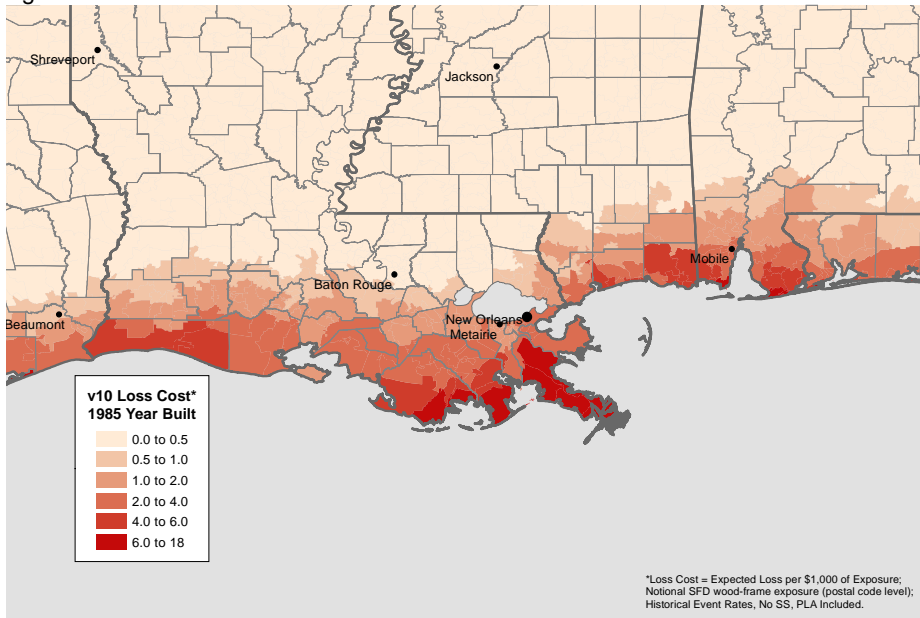 Shreveport
Jackson
Mobile
Baton Rouge
Beaumont
New Orleans
Metairie
v10 Loss Cost*
1985 Year Built
0.0 to 0.5
0.5 to 1.0
1.0 to 2.0
2.0 to 4.0
4.0 to 6.0
6.0 to 18
*Loss Cost = Expected Loss per $1,000 of Exposure;
Notional SFD wood-frame exposure (postal code level);
Historical Event Rates, No SS, PLA Included.